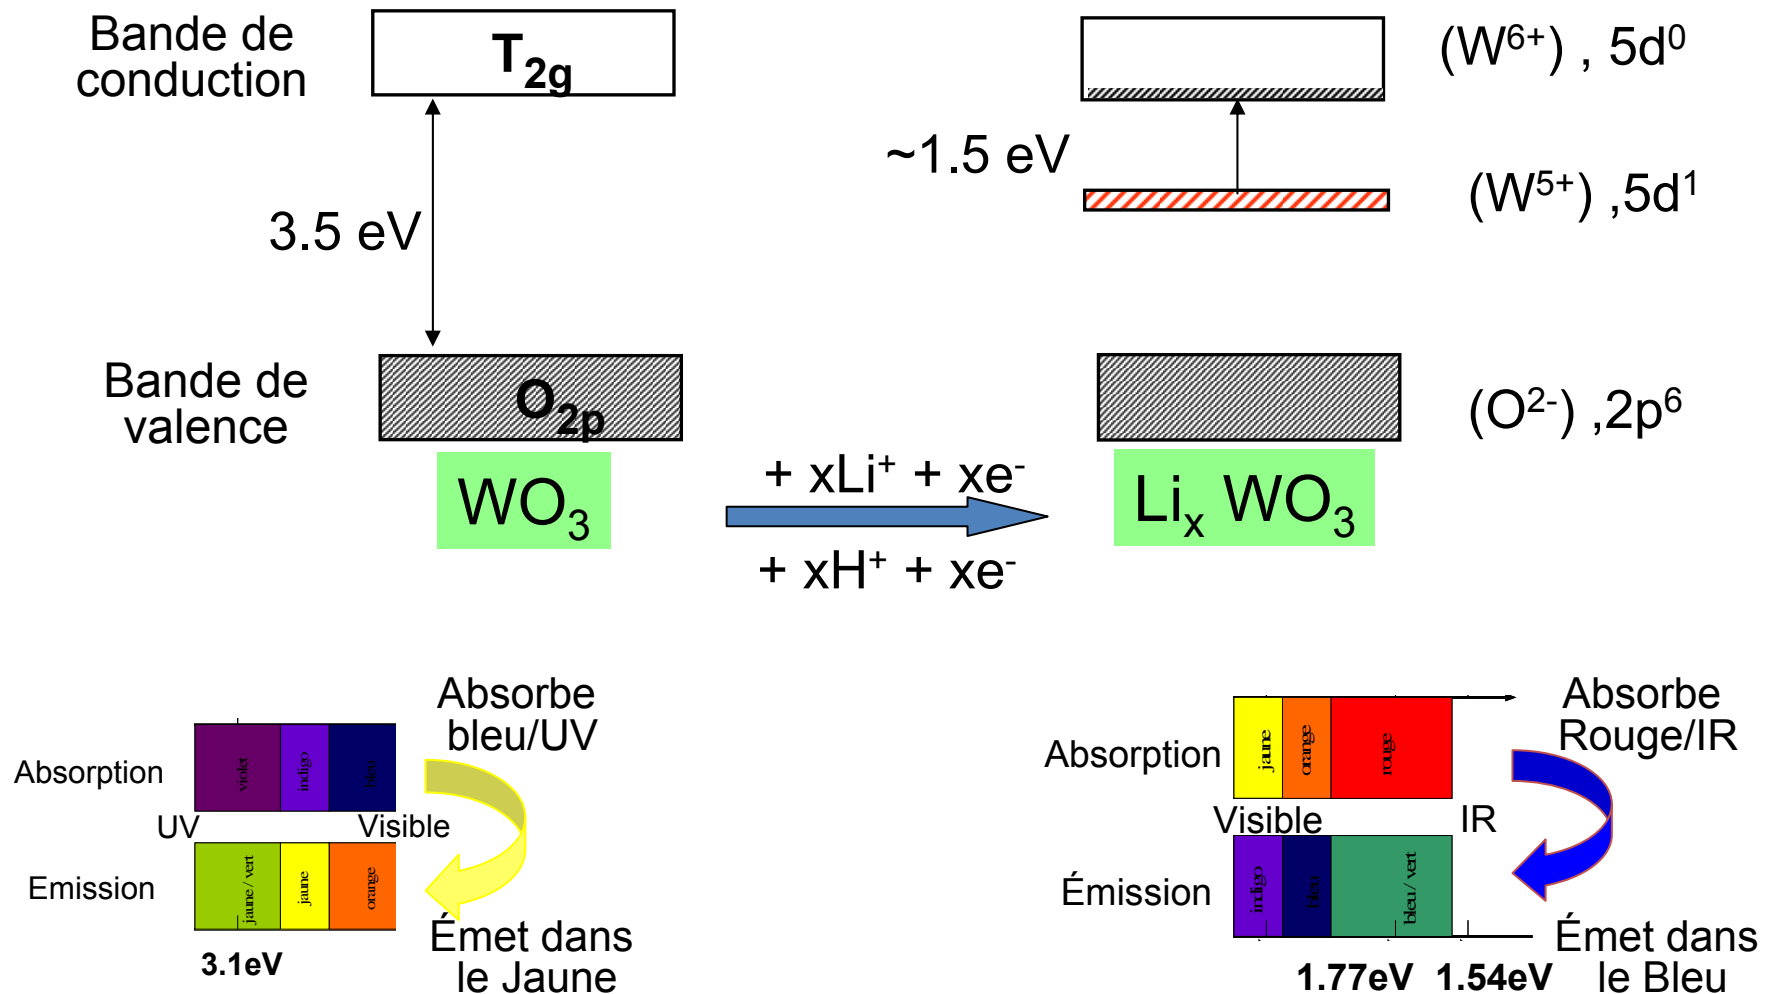 Bande de
conduction
T2g
(W6+) , 5d0
~1.5 eV
(W5+) ,5d1
3.5 eV
Bande de
valence
O2p
(O2-) ,2p6
WO3
+ xLi+ + xe-
+ xH+ + xe-
Lix WO3
Absorbe
bleu/UV
Absorption
violet
indigo
bleu
UV
Visible
Emission
jaune / vert
jaune
orange
3.1eV
Émet dans
le Jaune
Absorbe
Rouge/IR
Absorption
jaune
orange
rouge
Visible
IR
Émission
indigo
bleu
bleu / vert
1.77eV
1.54eV
Émet dans
le Bleu